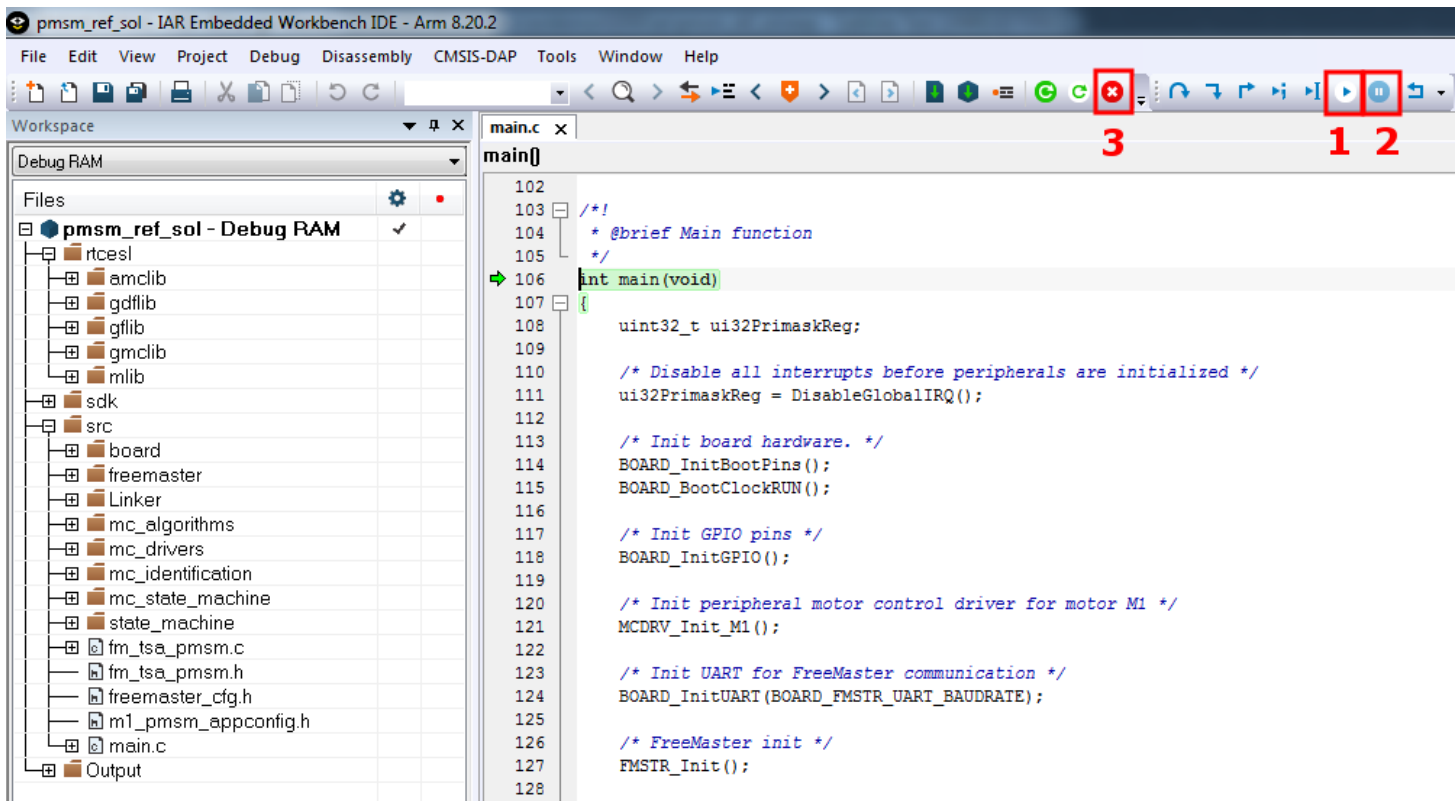 pmsm_ref_sol - IAR Embedded Workbench IDE - Arm 8.20.2
File Edit View Project Debug Disassembly CMSIS-DAP Tools Window Help
3 1 2
Workspace
Debug RAM
Files
pmsm_ref_sol - Debug RAM
rtcesl
amclib
gdflib
gflib
gmclib
mlib
sdk
src
board
freemaster
Linker
mc_algorithms
mc_drivers
mc_identification
mc_state_machine
state_machine
fm_tsa_pmsm.c
fm_tsa_pmsm.h
freemaster_cfg.h
m1_pmsm_appconfig.h
main.c
Output
main.c x
main()
102
103 /*!
104 * @brief Main function
105 */
106 int main(void)
107 {
108 uint32_t ui32PrimaskReg;
109
110 /* Disable all interrupts before peripherals are initialized */
111 ui32PrimaskReg = DisableGlobalIRQ();
112
113 /* Init board hardware. */
114 BOARD_InitBootPins();
115 BOARD_BootClockRUN();
116
117 /* Init GPIO pins */
118 BOARD_InitGPIO();
119
120 /* Init peripheral motor control driver for motor M1 */
121 MCDRV_Init_M1();
122
123 /* Init UART for FreeMaster communication */
124 BOARD_InitUART(BOARD_FMSTR_UART_BAUDRATE);
125
126 /* FreeMaster init */
127 FMSTR_Init();
128